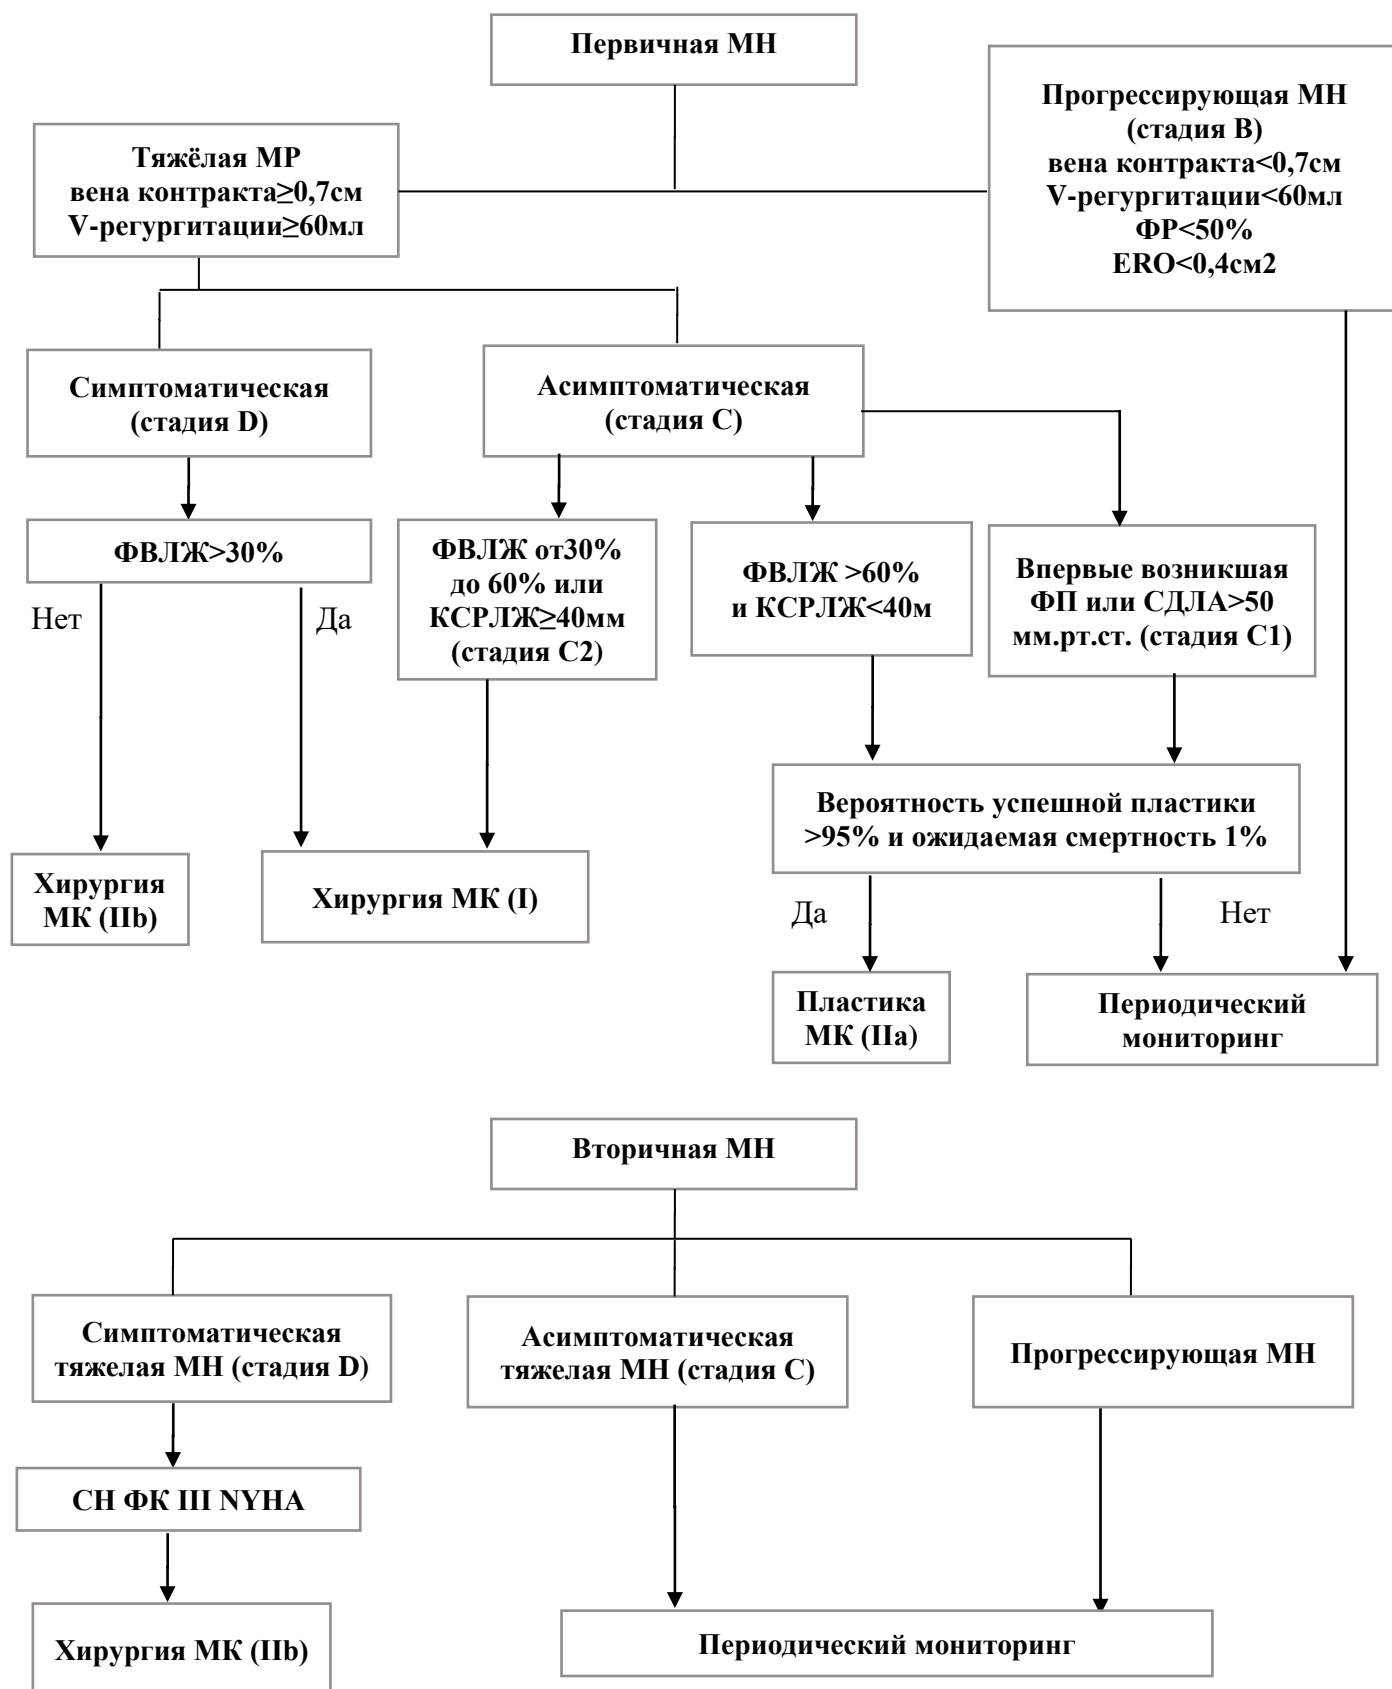 Первичная МН
Прогрессирующая МН
(стадия В)
вена контракта<0,7см
V-регургитации<60мл
ФР<50%
ERO<0,4см2
Тяжёлая МР
вена контракта≥0,7см
V-регургитации≥60мл
Симптоматическая
(стадия D)
Асимптоматическая
(стадия С)
ФВЛЖ>30%
ФВЛЖ от30%
до 60% или
КСРЛЖ≥40мм
(стадия С2)
ФВЛЖ >60%
и КСРЛЖ<40м
Впервые возникшая
ФП или СДЛА>50
мм.рт.ст. (стадия С1)
Нет
Да
Вероятность успешной пластики
>95% и ожидаемая смертность 1%
Хирургия
МК (IIb)
Хирургия МК (I)
Да
Нет
Пластика
МК (IIa)
Периодический
мониторинг
Вторичная МН
Симптоматическая
тяжелая МН (стадия D)
Асимптоматическая
тяжелая МН (стадия С)
Прогрессирующая МН
СН ФК III NYHA
Хирургия МК (IIb)
Периодический мониторинг